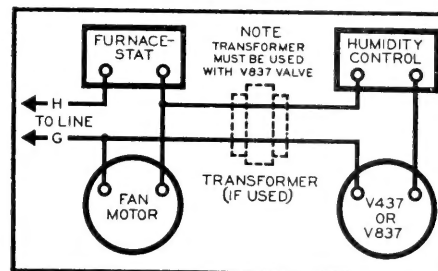 FURNACE-
STAT
NOTE
TRANSFORMER
MUST BE USED
WITH V837 VALVE
HUMIDITY
CONTROL
H
TO LINE
G
FAN
MOTOR
TRANSFORMER
(IF USED)
V437
OR
V837